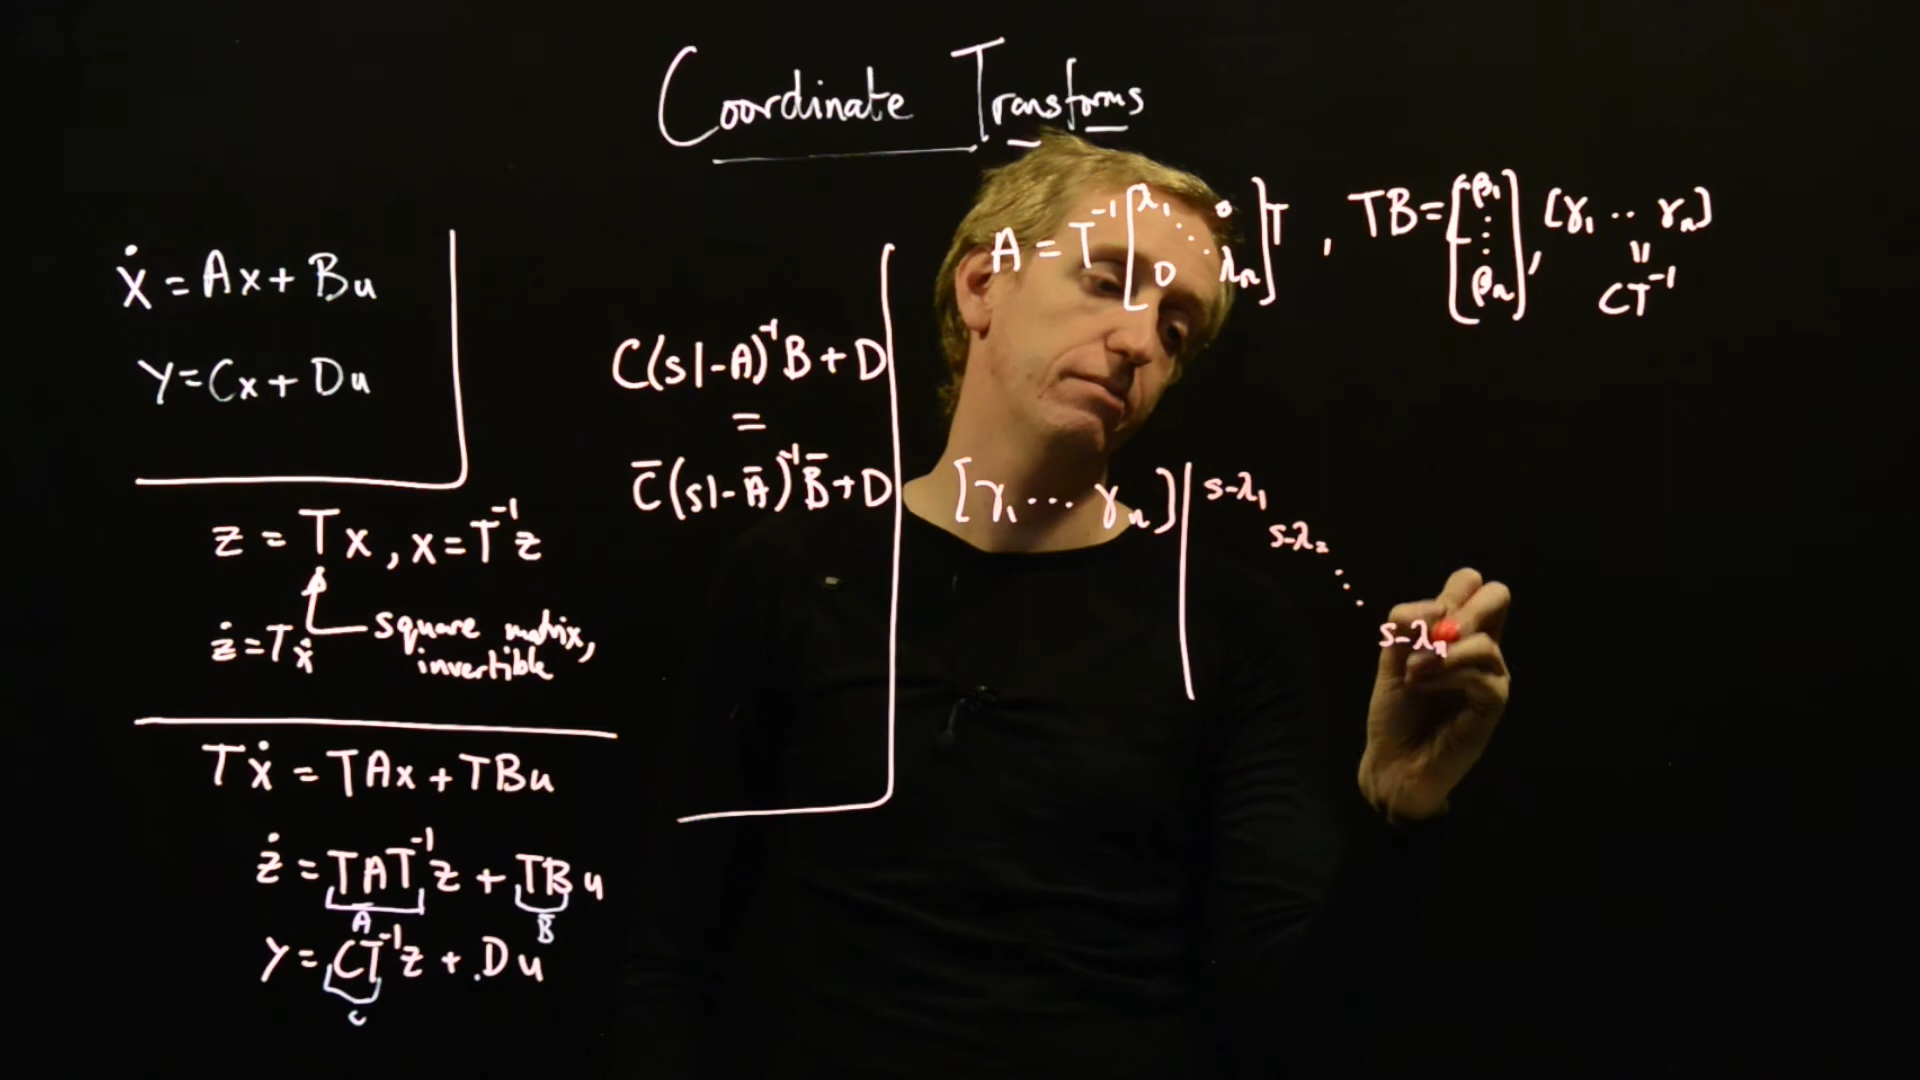 Coordinate Transforms
ẋ = Ax + Bu
y = Cx + Du
z = Tx, x = T⁻¹z
ż = Tẋ
square matrix,
invertible
Tẋ = TAx + TBu
ż = TAT⁻¹z + TBu
Ā B̄
y = CT⁻¹z + Du
C̄
C(sI-A)⁻¹B + D
=
C̄(sI-Ā)⁻¹B̄ + D
A = T⁻¹[λ₁ ⋱ 0 0 λₙ]T, TB = [β₁ ⋮ βₙ], [γ₁ ·· γₙ]
=
CT⁻¹
[γ₁ ··· γₙ] [s-λ₁
s-λ₂
⋱
s-λₙ